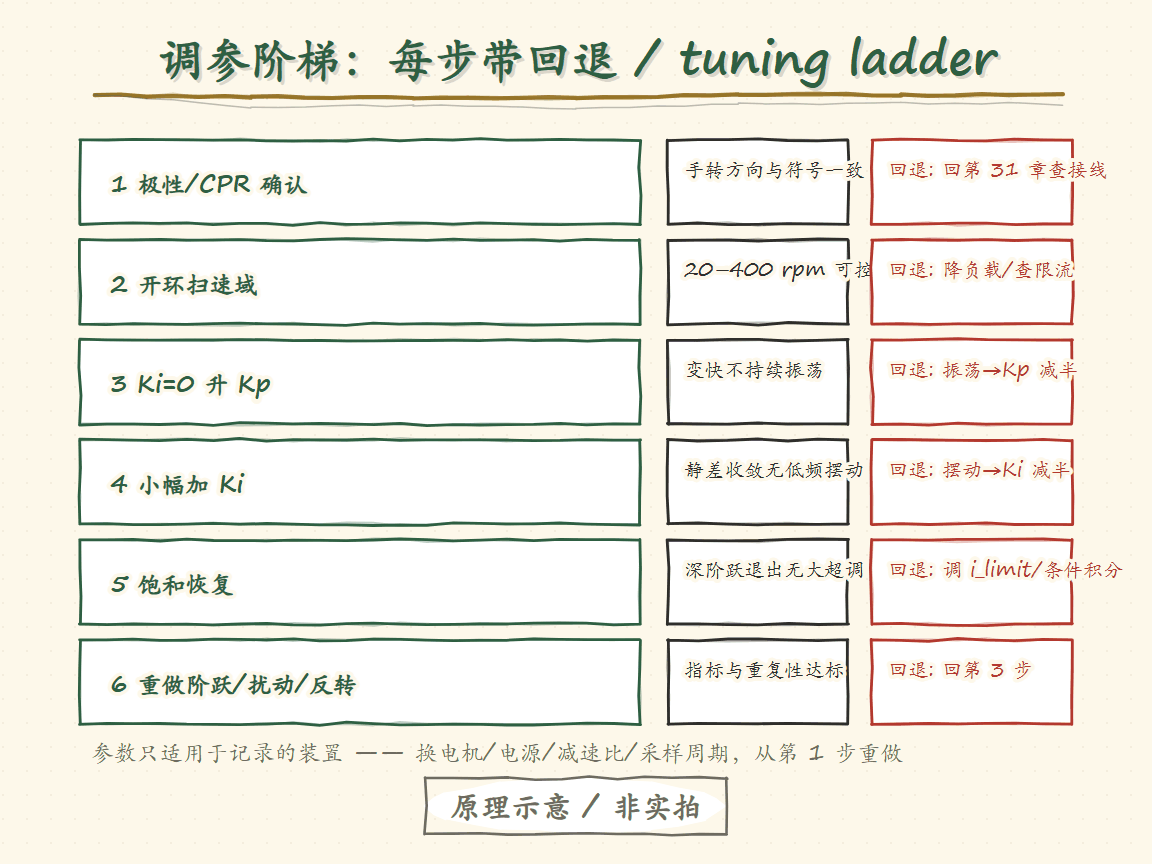 调参阶梯：每步带回退 / tuning ladder
1 极性/CPR 确认
手转方向与符号一致
回退: 回第 31 章查接线
2 开环扫速域
20–400 rpm 可控
回退: 降负载/查限流
3 Ki=0 升 Kp
变快不持续振荡
回退: 振荡→Kp 减半
4 小幅加 Ki
静差收敛无低频摆动
回退: 摆动→Ki 减半
5 饱和恢复
深阶跃退出无大超调
回退: 调 i_limit/条件积分
6 重做阶跃/扰动/反转
指标与重复性达标
回退: 回第 3 步
参数只适用于记录的装置 —— 换电机/电源/减速比/采样周期，从第 1 步重做
原理示意 / 非实拍